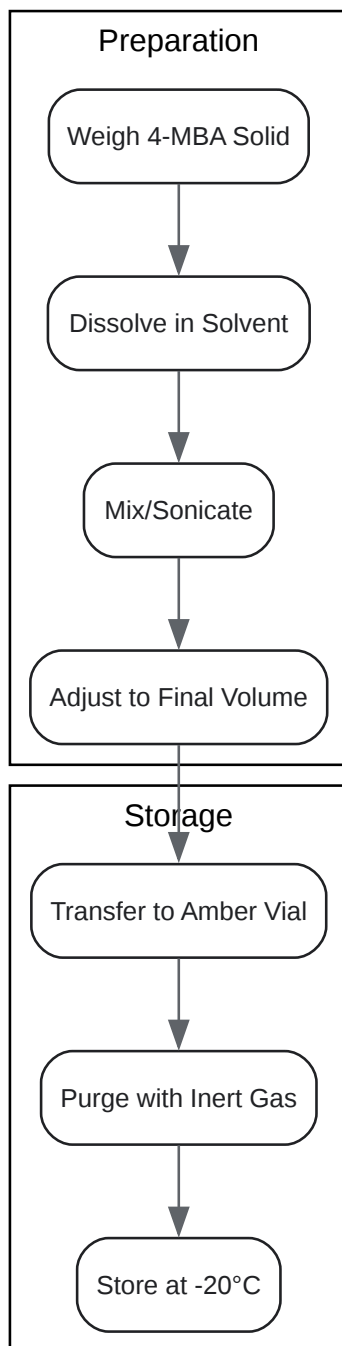 Preparation
Weigh 4-MBA Solid
Dissolve in Solvent
Mix/Sonicate
Adjust to Final Volume
Storage
Transfer to Amber Vial
Purge with Inert Gas
Store at -20°C